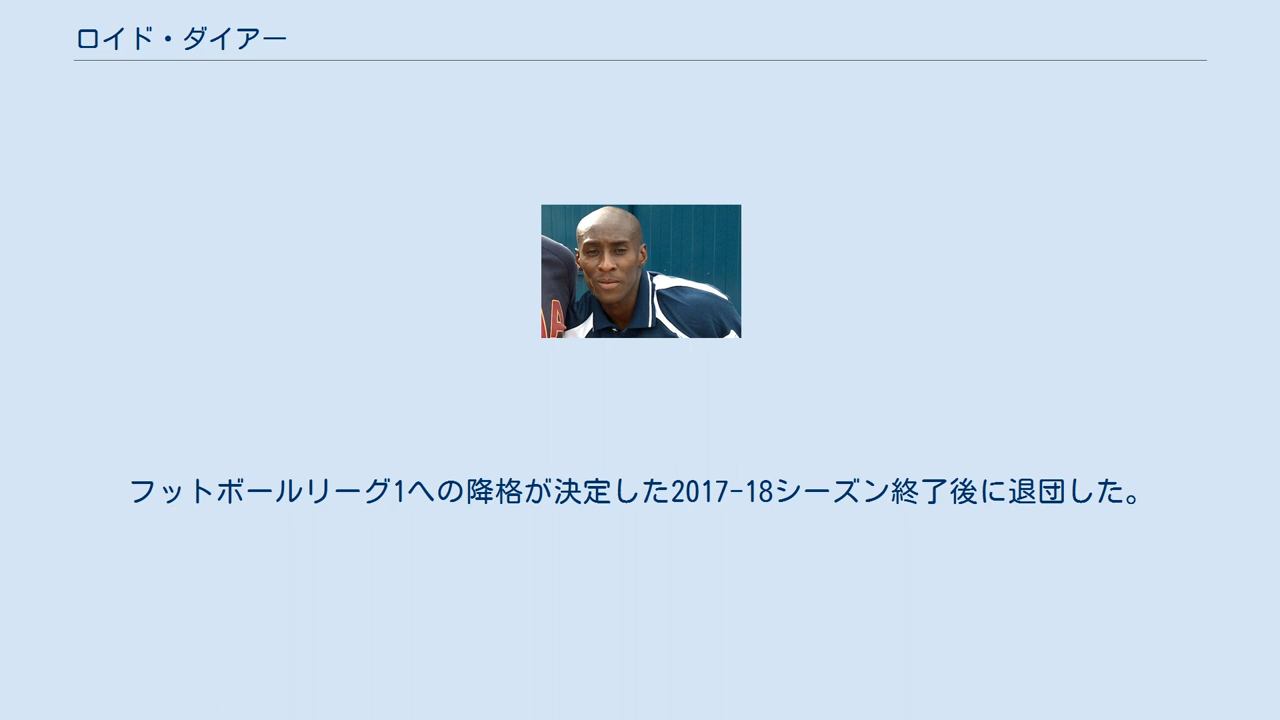 ロイド・ダイアー
フットボールリーグ1への降格が決定した2017-18シーズン終了後に退団した。